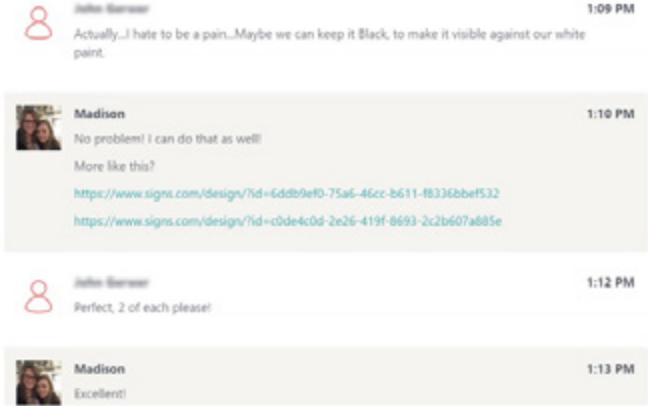 1:09 PM
Actually...I hate to be a pain...Maybe we can keep it Black, to make it visible against our white
paint.
Madison 1:10 PM
No problem! I can do that as well!
More like this?
https://www.signs.com/design/?id=6ddb9ef0-75a6-46cc-b611-f8336bbef532
https://www.signs.com/design/?id=c0de4c0d-2e26-419f-8693-2c2b607a885e
1:12 PM
Perfect, 2 of each please!
Madison 1:13 PM
Excellent!